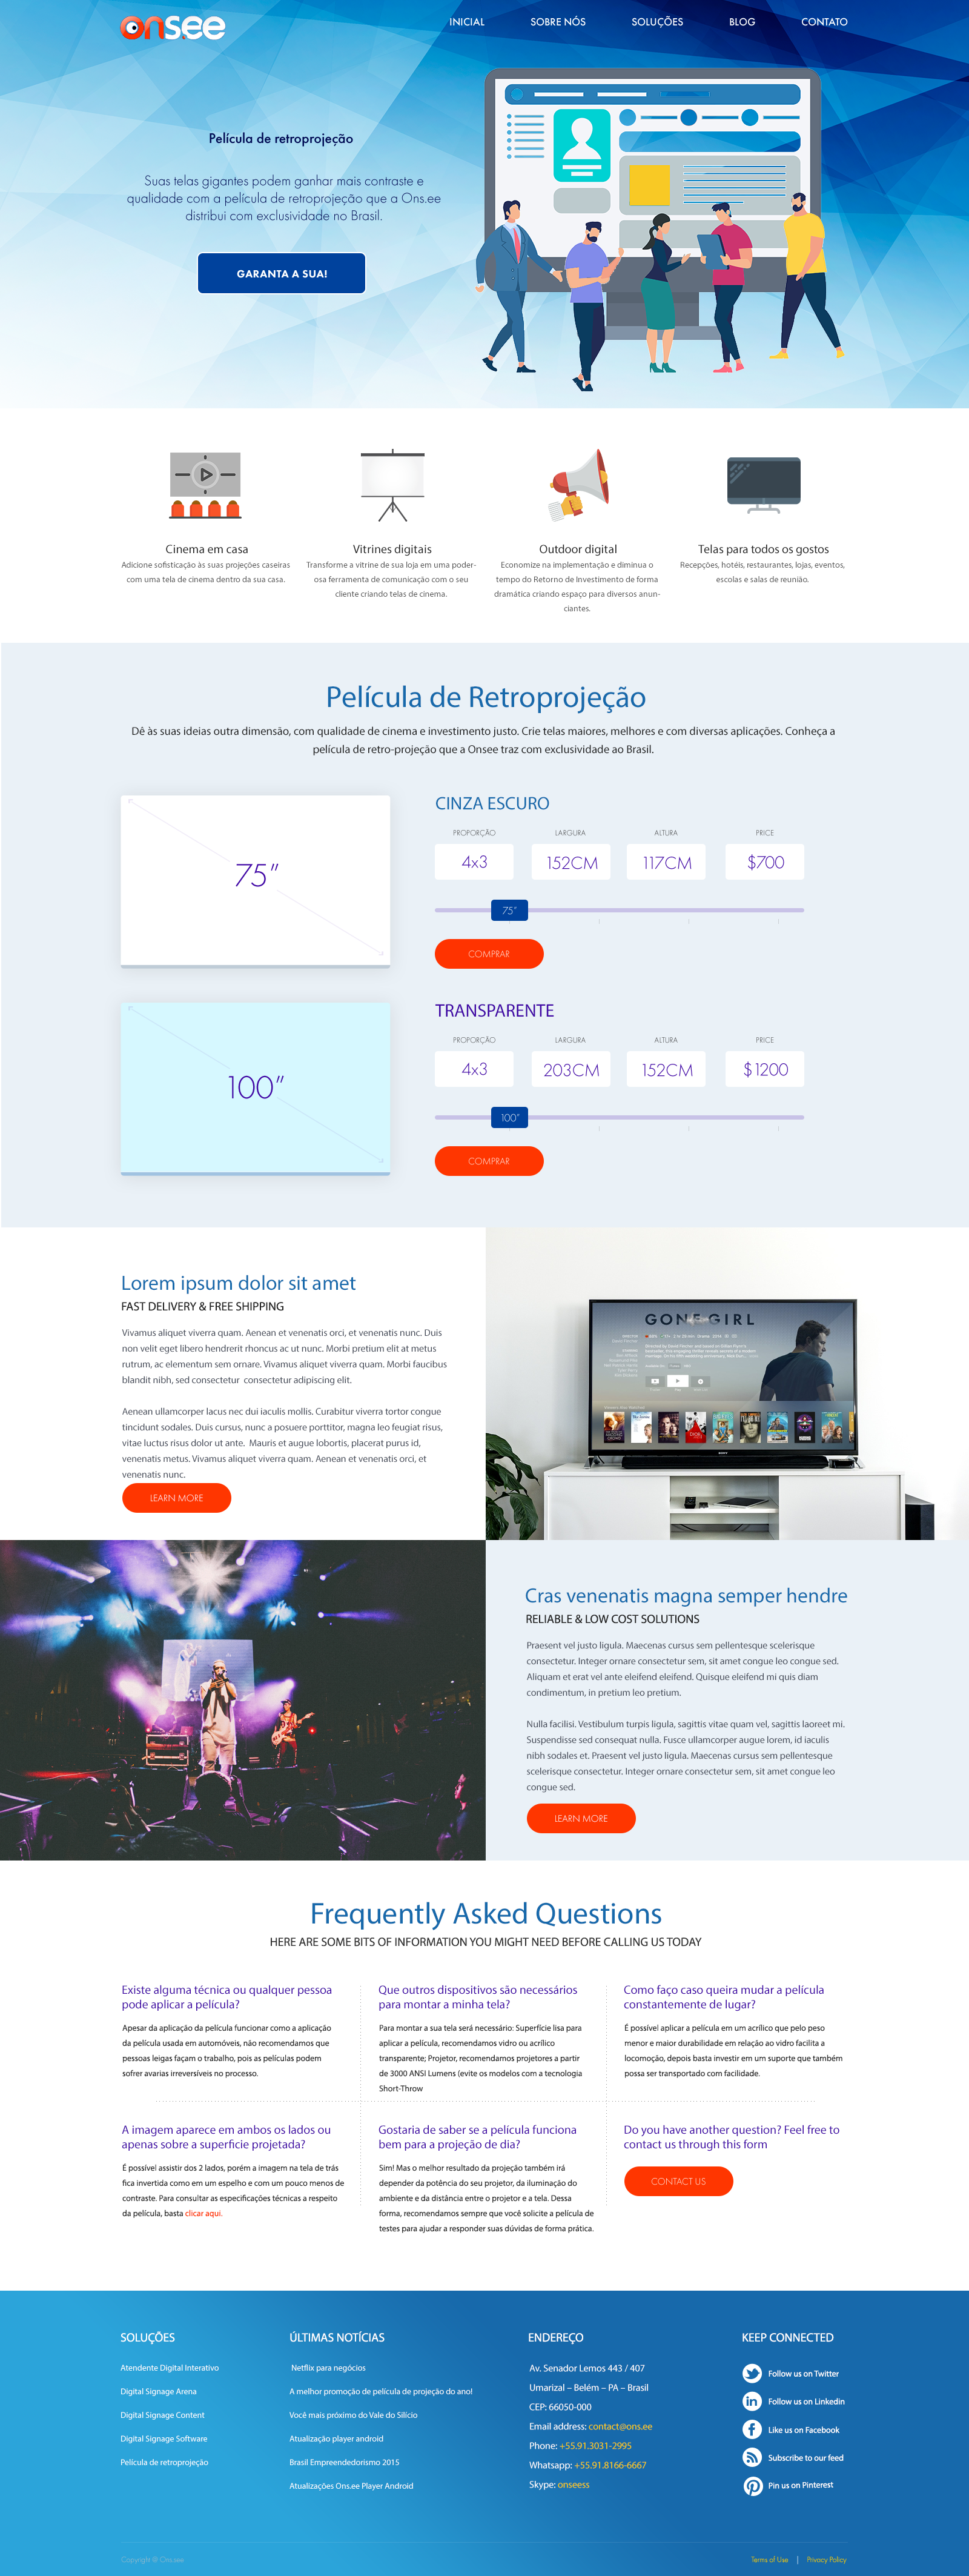 onsee
INICIAL
SOBRE NÓS
SOLUÇÕES
BLOG
CONTATO
Película de retroprojeção
Suas telas gigantes podem ganhar mais contraste e
qualidade com a película de retroprojeção que a Ons.ee
distribui com exclusividade no Brasil.
GARANTA A SUA!
Cinema em casa
Adicione sofisticação às suas projeções caseiras
com uma tela de cinema dentro da sua casa.
Vitrines digitais
Transforme a vitrine de sua loja em uma poder-
osa ferramenta de comunicação com o seu
cliente criando telas de cinema.
Outdoor digital
Economize na implementação e diminua o
tempo do Retorno de Investimento de forma
dramática criando espaço para diversos anun-
ciantes.
Telas para todos os gostos
Recepções, hotéis, restaurantes, lojas, eventos,
escolas e salas de reunião.
Película de Retroprojeção
Dê às suas ideias outra dimensão, com qualidade de cinema e investimento justo. Crie telas maiores, melhores e com diversas aplicações. Conheça a
película de retro-projeção que a Onsee traz com exclusividade ao Brasil.
75"
CINZA ESCURO
PROPORÇÃO
LARGURA
ALTURA
PRICE
4x3
152CM
117CM
$700
75"
COMPRAR
100"
TRANSPARENTE
PROPORÇÃO
LARGURA
ALTURA
PRICE
4x3
203CM
152CM
$1200
100"
COMPRAR
Lorem ipsum dolor sit amet
FAST DELIVERY & FREE SHIPPING
Vivamus aliquet viverra quam. Aenean et venenatis orci, et venenatis nunc. Duis
non velit eget libero hendrerit rhoncus ac ut nunc. Morbi pretium elit at metus
rutrum, ac elementum sem ornare. Vivamus aliquet viverra quam. Morbi faucibus
blandit nibh, sed consectetur consectetur adipiscing elit.
Aenean ullamcorper lacus nec dui iaculis mollis. Curabitur viverra tortor congue
tincidunt sodales. Duis cursus, nunc a posuere porttitor, magna leo feugiat risus,
vitae luctus risus dolor ut ante. Mauris et augue lobortis, placerat purus id,
venenatis metus. Vivamus aliquet viverra quam. Aenean et venenatis orci, et
venenatis nunc.
LEARN MORE
GONE GIRL
Cras venenatis magna semper hendre
RELIABLE & LOW COST SOLUTIONS
Praesent vel justo ligula. Maecenas cursus sem pellentesque scelerisque
consectetur. Integer ornare consectetur sem, sit amet congue leo congue sed.
Aliquam et erat vel ante eleifend eleifend. Quisque eleifend mi quis diam
condimentum, in pretium leo pretium.
Nulla facilisi. Vestibulum turpis ligula, sagittis vitae quam vel, sagittis laoreet mi.
Suspendisse sed consequat nulla. Fusce ullamcorper augue lorem, id iaculis
nibh sodales et. Praesent vel justo ligula. Maecenas cursus sem pellentesque
scelerisque consectetur. Integer ornare consectetur sem, sit amet congue leo
congue sed.
LEARN MORE
Frequently Asked Questions
HERE ARE SOME BITS OF INFORMATION YOU MIGHT NEED BEFORE CALLING US TODAY
Existe alguma técnica ou qualquer pessoa
pode aplicar a película?
Apesar da aplicação da película funcionar como a aplicação
da película usada em automóveis, não recomendamos que
pessoas leigas façam o trabalho, pois as películas podem
sofrer avarias irreversíveis no processo.
Que outros dispositivos são necessários
para montar a minha tela?
Para montar a sua tela será necessário: Superfície lisa para
aplicar a película, recomendamos vidro ou acrílico
transparente; Projetor, recomendamos projetores a partir
de 3000 ANSI Lumens (evite os modelos com a tecnologia
Short-Throw
Como faço caso queira mudar a película
constantemente de lugar?
É possível aplicar a película em um acrílico que pelo peso
menor e maior durabilidade em relação ao vidro facilita a
locomoção, depois basta investir em um suporte que também
possa ser transportado com facilidade.
A imagem aparece em ambos os lados ou
apenas sobre a superfície projetada?
É possível assistir dos 2 lados, porém a imagem na tela de trás
fica invertida como em um espelho e com um pouco menos de
contraste. Para consultar as especificações técnicas a respeito
da película, basta clicar aqui.
Gostaria de saber se a película funciona
bem para a projeção de dia?
Sim! Mas o melhor resultado da projeção também irá
depender da potência do seu projetor, da iluminação do
ambiente e da distância entre o projetor e a tela. Dessa
forma, recomendamos sempre que você solicite a película de
testes para ajudar a responder suas dúvidas de forma prática.
Do you have another question? Feel free to
contact us through this form
CONTACT US
SOLUÇÕES
Atendente Digital Interativo
Digital Signage Arena
Digital Signage Content
Digital Signage Software
Película de retroprojeção
ÚLTIMAS NOTÍCIAS
Netflix para negócios
A melhor promoção de película de projeção do ano!
Você mais próximo do Vale do Silício
Atualização player android
Brasil Empreendedorismo 2015
Atualizações Ons.ee Player Android
ENDEREÇO
Av. Senador Lemos 443 / 407
Umarizal – Belém – PA – Brasil
CEP: 66050-000
Email address: contact@ons.ee
Phone: +55.91.3031-2995
Whatsapp: +55.91.8166-6667
Skype: onseess
KEEP CONNECTED
Follow us on Twitter
Follow us on Linkedin
Like us on Facebook
Subscribe to our feed
Pin us on Pinterest
Copyright © Ons.see
Terms of Use | Privacy Policy